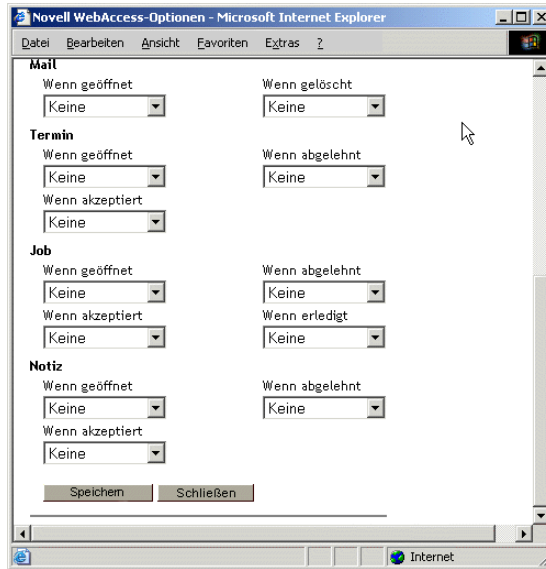 Novell WebAccess-Optionen - Microsoft Internet Explorer
Datei Bearbeiten Ansicht Favoriten Extras ?
Mail
Wenn geöffnet Wenn gelöscht
Keine Keine
Termin
Wenn geöffnet Wenn abgelehnt
Keine Keine
Wenn akzeptiert
Keine
Job
Wenn geöffnet Wenn abgelehnt
Keine Keine
Wenn akzeptiert Wenn erledigt
Keine Keine
Notiz
Wenn geöffnet Wenn abgelehnt
Keine Keine
Wenn akzeptiert
Keine
Speichern Schließen
Internet